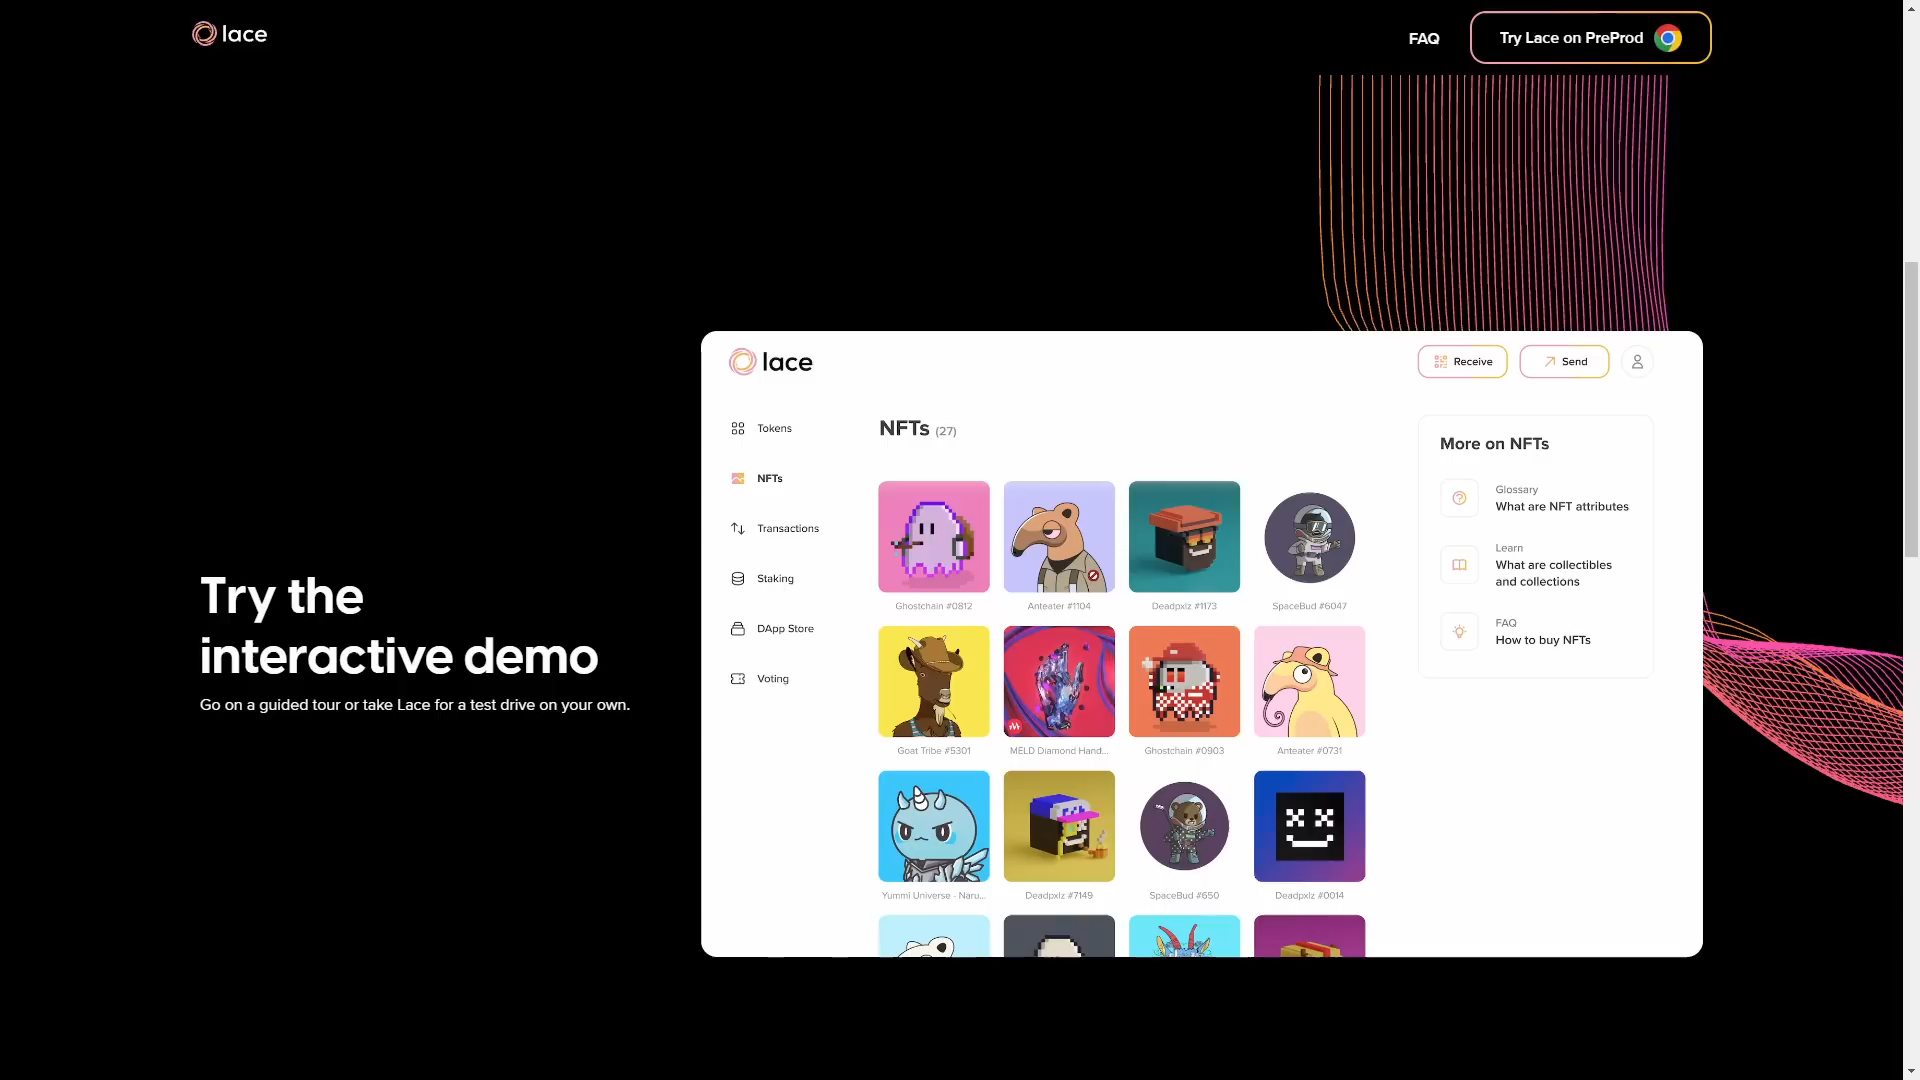 lace
FAQ
Try Lace on PreProd
Try the
interactive demo
Go on a guided tour or take Lace for a test drive on your own.
lace
Receive
Send
Tokens
NFTs
Transactions
Staking
DApp Store
Voting
NFTs (27)
Ghostchain #0812
Anteater #1104
Deadpxlz #1173
SpaceBud #6047
Goat Tribe #5301
MELD Diamond Hand...
Ghostchain #0903
Anteater #0731
Yummi Universe - Naru...
Deadpxlz #7149
SpaceBud #650
Deadpxlz #0014
More on NFTs
Glossary
What are NFT attributes
Learn
What are collectibles
and collections
FAQ
How to buy NFTs